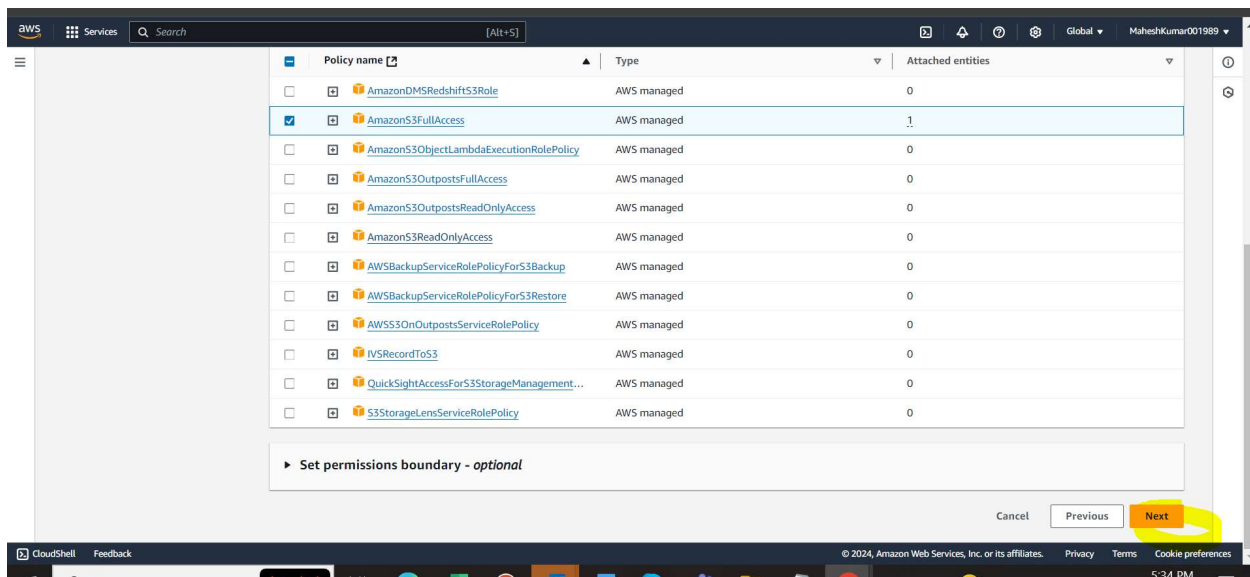 aws Services Search [Alt+S] Global MaheshKumar001989
Policy name Type Attached entities
AmazonDMSRedshiftS3Role AWS managed 0
AmazonS3FullAccess AWS managed 1
AmazonS3ObjectLambdaExecutionRolePolicy AWS managed 0
AmazonS3OutpostsFullAccess AWS managed 0
AmazonS3OutpostsReadOnlyAccess AWS managed 0
AmazonS3ReadOnlyAccess AWS managed 0
AWSBackupServiceRolePolicyForS3Backup AWS managed 0
AWSBackupServiceRolePolicyForS3Restore AWS managed 0
AWSS3OnOutpostsServiceRolePolicy AWS managed 0
IVSRecordToS3 AWS managed 0
QuickSightAccessForS3StorageManagement... AWS managed 0
S3StorageLensServiceRolePolicy AWS managed 0
Set permissions boundary - optional
Cancel Previous Next
CloudShell Feedback © 2024, Amazon Web Services, Inc. or its affiliates. Privacy Terms Cookie preferences
5:34 PM